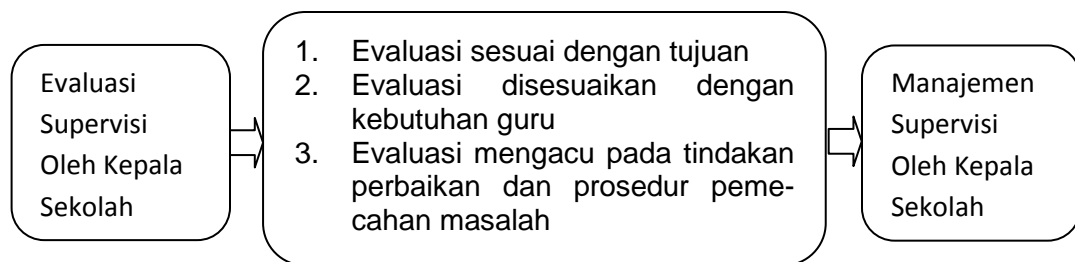 Evaluasi
Supervisi
Oleh Kepala
Sekolah
1. Evaluasi sesuai dengan tujuan
2. Evaluasi disesuaikan dengan
kebutuhan guru
3. Evaluasi mengacu pada tindakan
perbaikan dan prosedur peme-
cahan masalah
Manajemen
Supervisi
Oleh Kepala
Sekolah